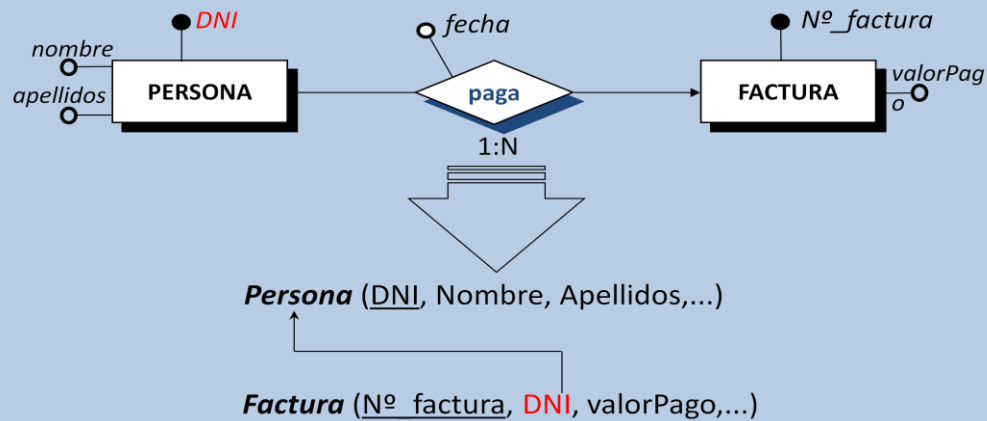 DNI
fecha
Nº_factura
nombre
apellidos
PERSONA
paga
FACTURA
valorPag
o
1:N
Persona (DNI, Nombre, Apellidos,...)
Factura (Nº_factura, DNI, valorPago,...)